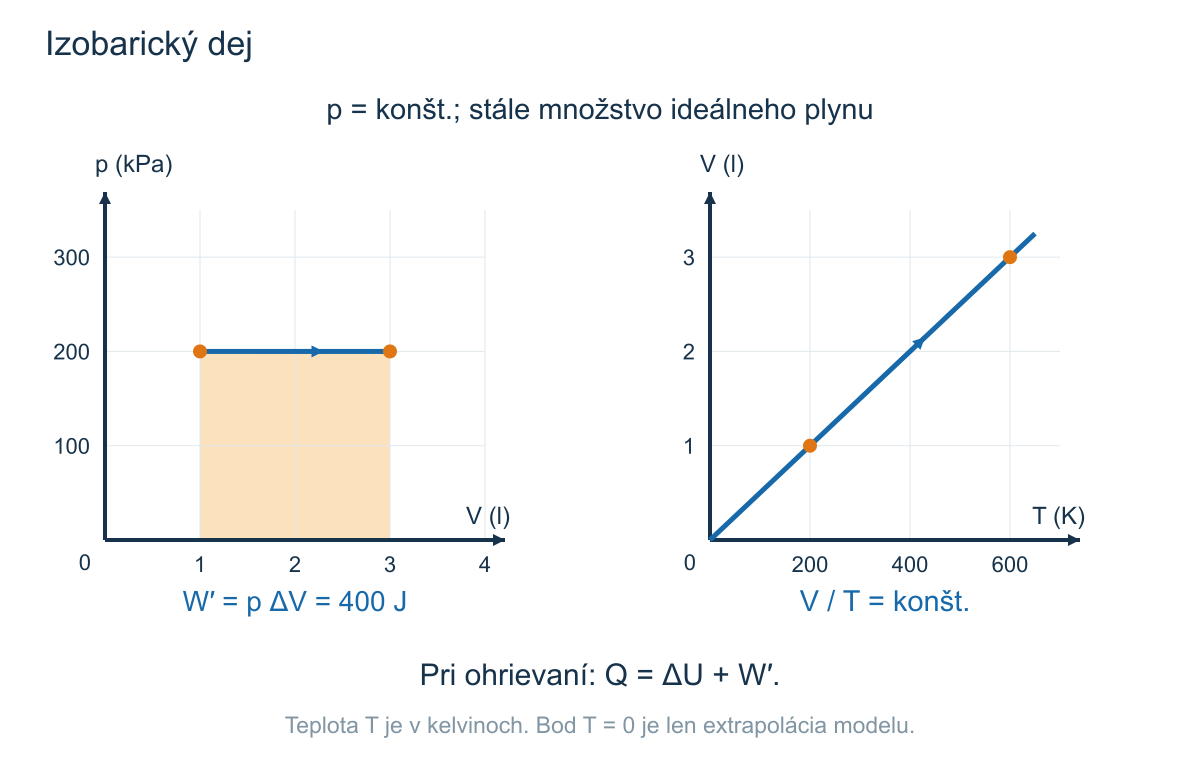 Izobarický dej
p = konšt.; stále množstvo ideálneho plynu
p (kPa)
300
200
100
0
1 2 3 4
V (l)
W′ = p ΔV = 400 J
V (l)
3
2
1
0
200 400 600
T (K)
V / T = konšt.
Pri ohrievaní: Q = ΔU + W′.
Teplota T je v kelvinoch. Bod T = 0 je len extrapolácia modelu.